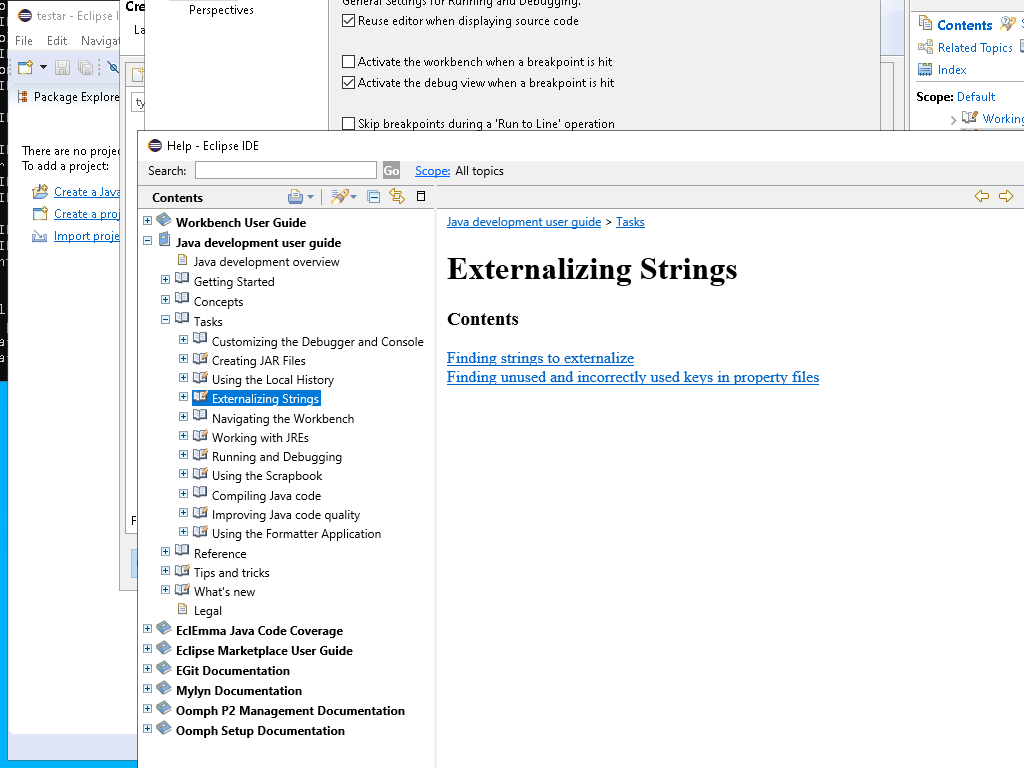 testar - Eclipse I
File Edit Navigat
Package Explore
There are no projec
To add a project:
Create a Java
Create a proj
Import proje
Cre
La
ty
F
Perspectives
General Settings for Running and Debugging.
Reuse editor when displaying source code
Activate the workbench when a breakpoint is hit
Activate the debug view when a breakpoint is hit
Skip breakpoints during a 'Run to Line' operation
Contents
Related Topics
Index
Scope: Default
Working
Help - Eclipse IDE
Search: Go Scope: All topics
Contents
Workbench User Guide
Java development user guide
Java development overview
Getting Started
Concepts
Tasks
Customizing the Debugger and Console
Creating JAR Files
Using the Local History
Externalizing Strings
Navigating the Workbench
Working with JREs
Running and Debugging
Using the Scrapbook
Compiling Java code
Improving Java code quality
Using the Formatter Application
Reference
Tips and tricks
What's new
Legal
EclEmma Java Code Coverage
Eclipse Marketplace User Guide
EGit Documentation
Mylyn Documentation
Oomph P2 Management Documentation
Oomph Setup Documentation
Java development user guide > Tasks
Externalizing Strings
Contents
Finding strings to externalize
Finding unused and incorrectly used keys in property files